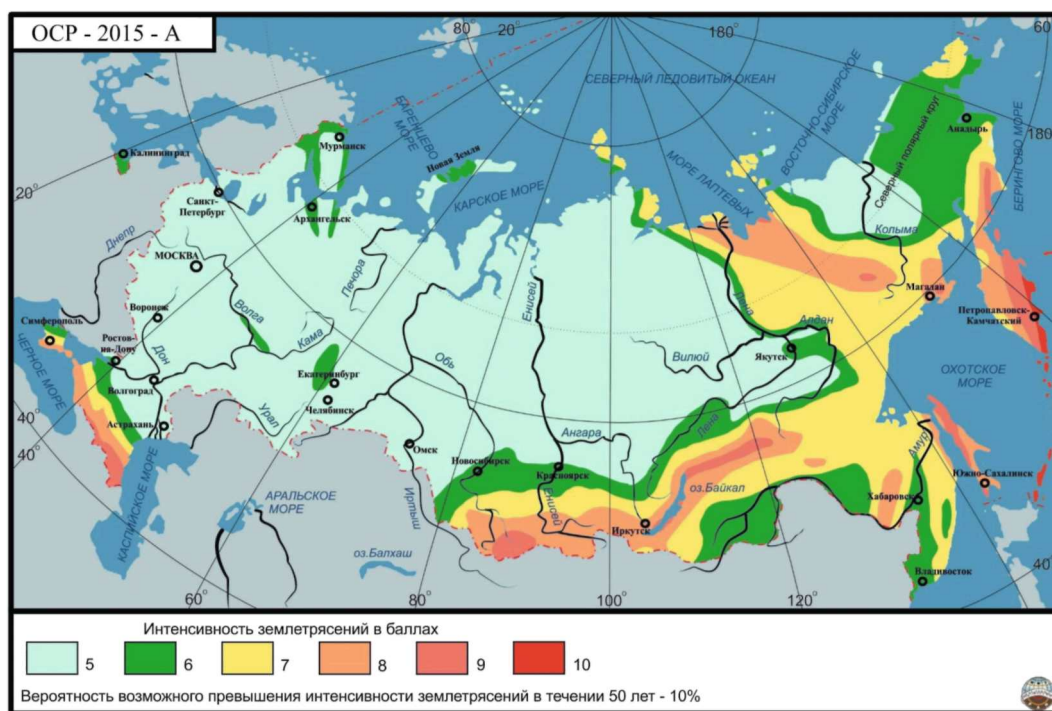 ОСР - 2015 - А
80°
20°
180°
60°
СЕВЕРНЫЙ ЛЕДОВИТЫЙ ОКЕАН
БАРЕНЦЕВО
МОРЕ
ВОСТОЧНО-СИБИРСКОЕ
МОРЕ
Северный полярный круг
Анадырь
180°
БЕРИНГОВО МОРЕ
Мурманск
Калининград
Новая Земля
КАРСКОЕ МОРЕ
МОРЕ ЛАПТЕВЫХ
20°
Санкт-
Петербург
Архангельск
Колыма
Днепр
МОСКВА
Печора
Енисей
Лена
Магадан
Петропавловск-
Камчатский
Воронеж
Волга
Кама
Алдан
Симферополь
ЧЕРНОЕ МОРЕ
Ростов-
на-Дону
Дон
Обь
Вилюй
Якутск
ОХОТСКОЕ
МОРЕ
Екатеринбург
Волгоград
Челябинск
Урал
40°
40°
Астрахань
Омск
Новосибирск
Ангара
Красноярск
Лена
Амур
Южно-Сахалинск
КАСПИЙСКОЕ МОРЕ
АРАЛЬСКОЕ
МОРЕ
Иртыш
Енисей
Иркутск
оз.Байкал
Хабаровск
оз.Балхаш
Владивосток
40°
60°
80°
100°
120°
Интенсивность землетрясений в баллах
5 6 7 8 9 10
Вероятность возможного превышения интенсивности землетрясений в течении 50 лет - 10%